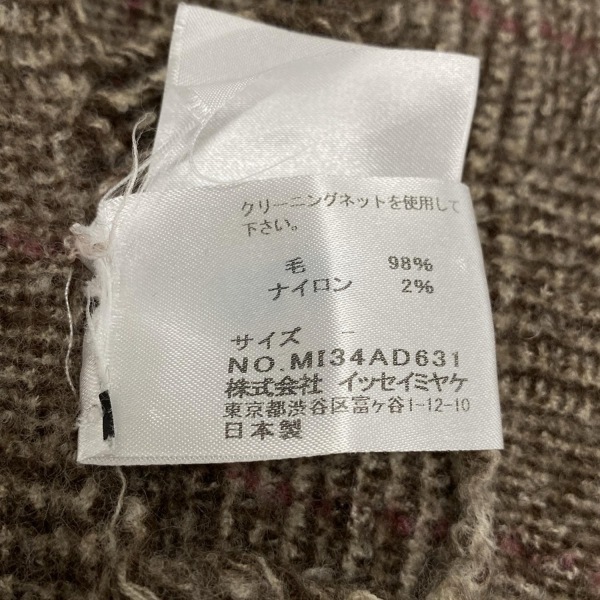 クリーニングネットを使用して
下さい。
毛 98%
ナイロン 2%
サイズ −
NO.MI34AD631
株式会社 イッセイミヤケ
東京都渋谷区富ヶ谷1-12-10
日本製